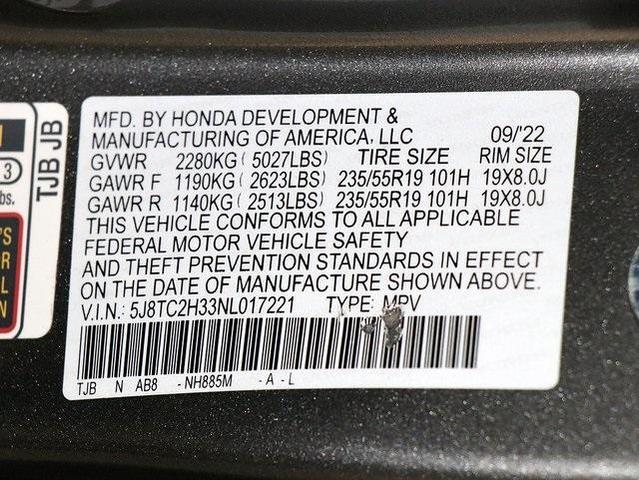 MFD. BY HONDA DEVELOPMENT &
MANUFACTURING OF AMERICA, LLC 09/22
GVWR 2280KG ( 5027LBS) TIRE SIZE RIM SIZE
GAWR F 1190KG ( 2623LBS) 235/55R19 101H 19X8.0J
GAWR R 1140KG ( 2513LBS) 235/55R19 101H 19X8.0J
THIS VEHICLE CONFORMS TO ALL APPLICABLE
FEDERAL MOTOR VEHICLE SAFETY
AND THEFT PREVENTION STANDARDS IN EFFECT
ON THE DATE OF MANUFACTURE SHOWN ABOVE.
V.I.N.: 5J8TC2H33NL017221 TYPE: MPV
TJB N AB8 -NH885M -A-L
TJB JB
3
bs.
'S
R
L
N